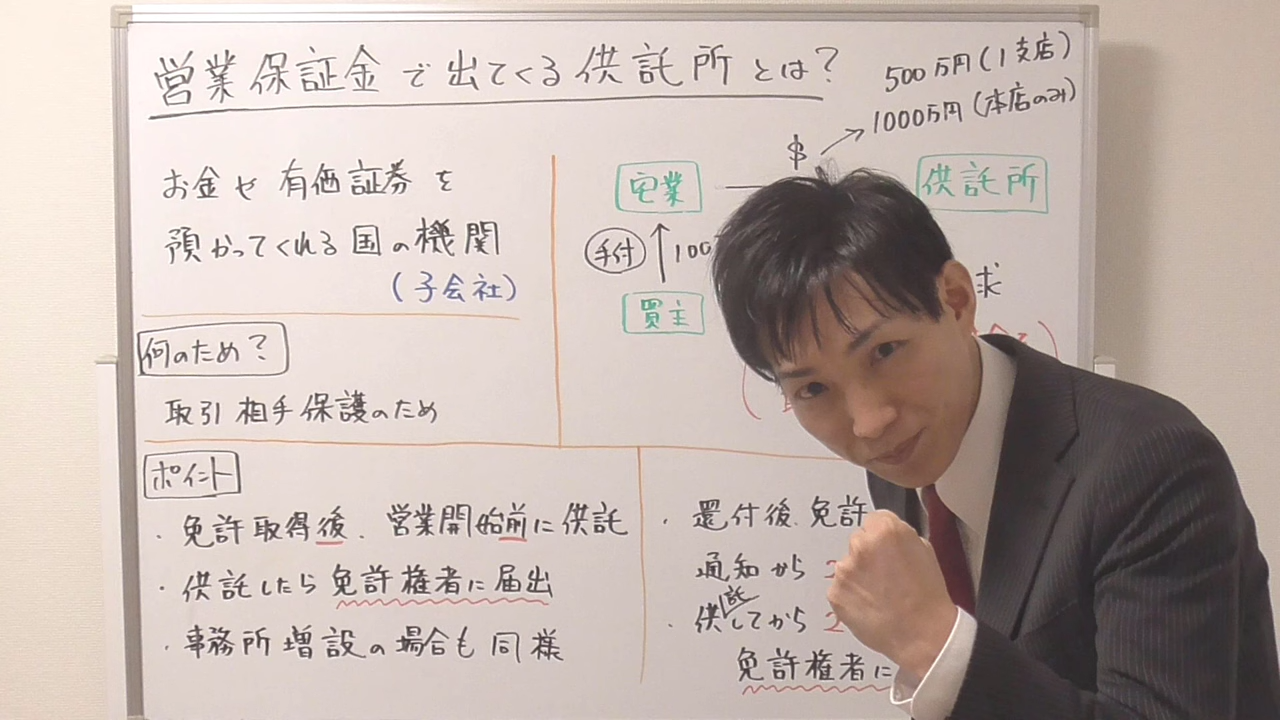 営業保証金で出てくる供託所とは?
お金や有価証券を
預かってくれる国の機関
(子会社)
何のため?
取引相手保護のため
500万円(1支店)
1000万円(本店のみ)
$
宅業
供託所
手付
100
買主
求
ポイント
・免許取得後、営業開始前に供託
・供託したら免許権者に届出
・事務所増設の場合も同様
・還付後、免許
通知から2
・供託してから2
免許権者に